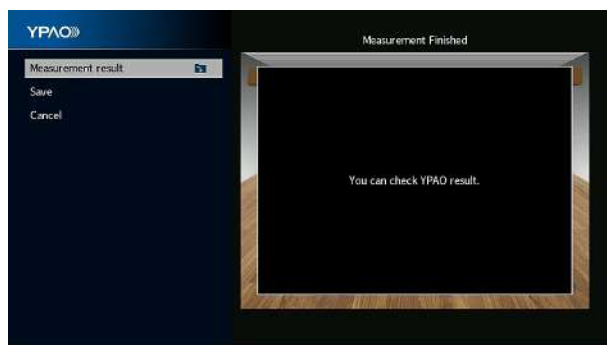 YPAO
Measurement Finished
Measurement result
Save
Cancel
You can check YPAO result.